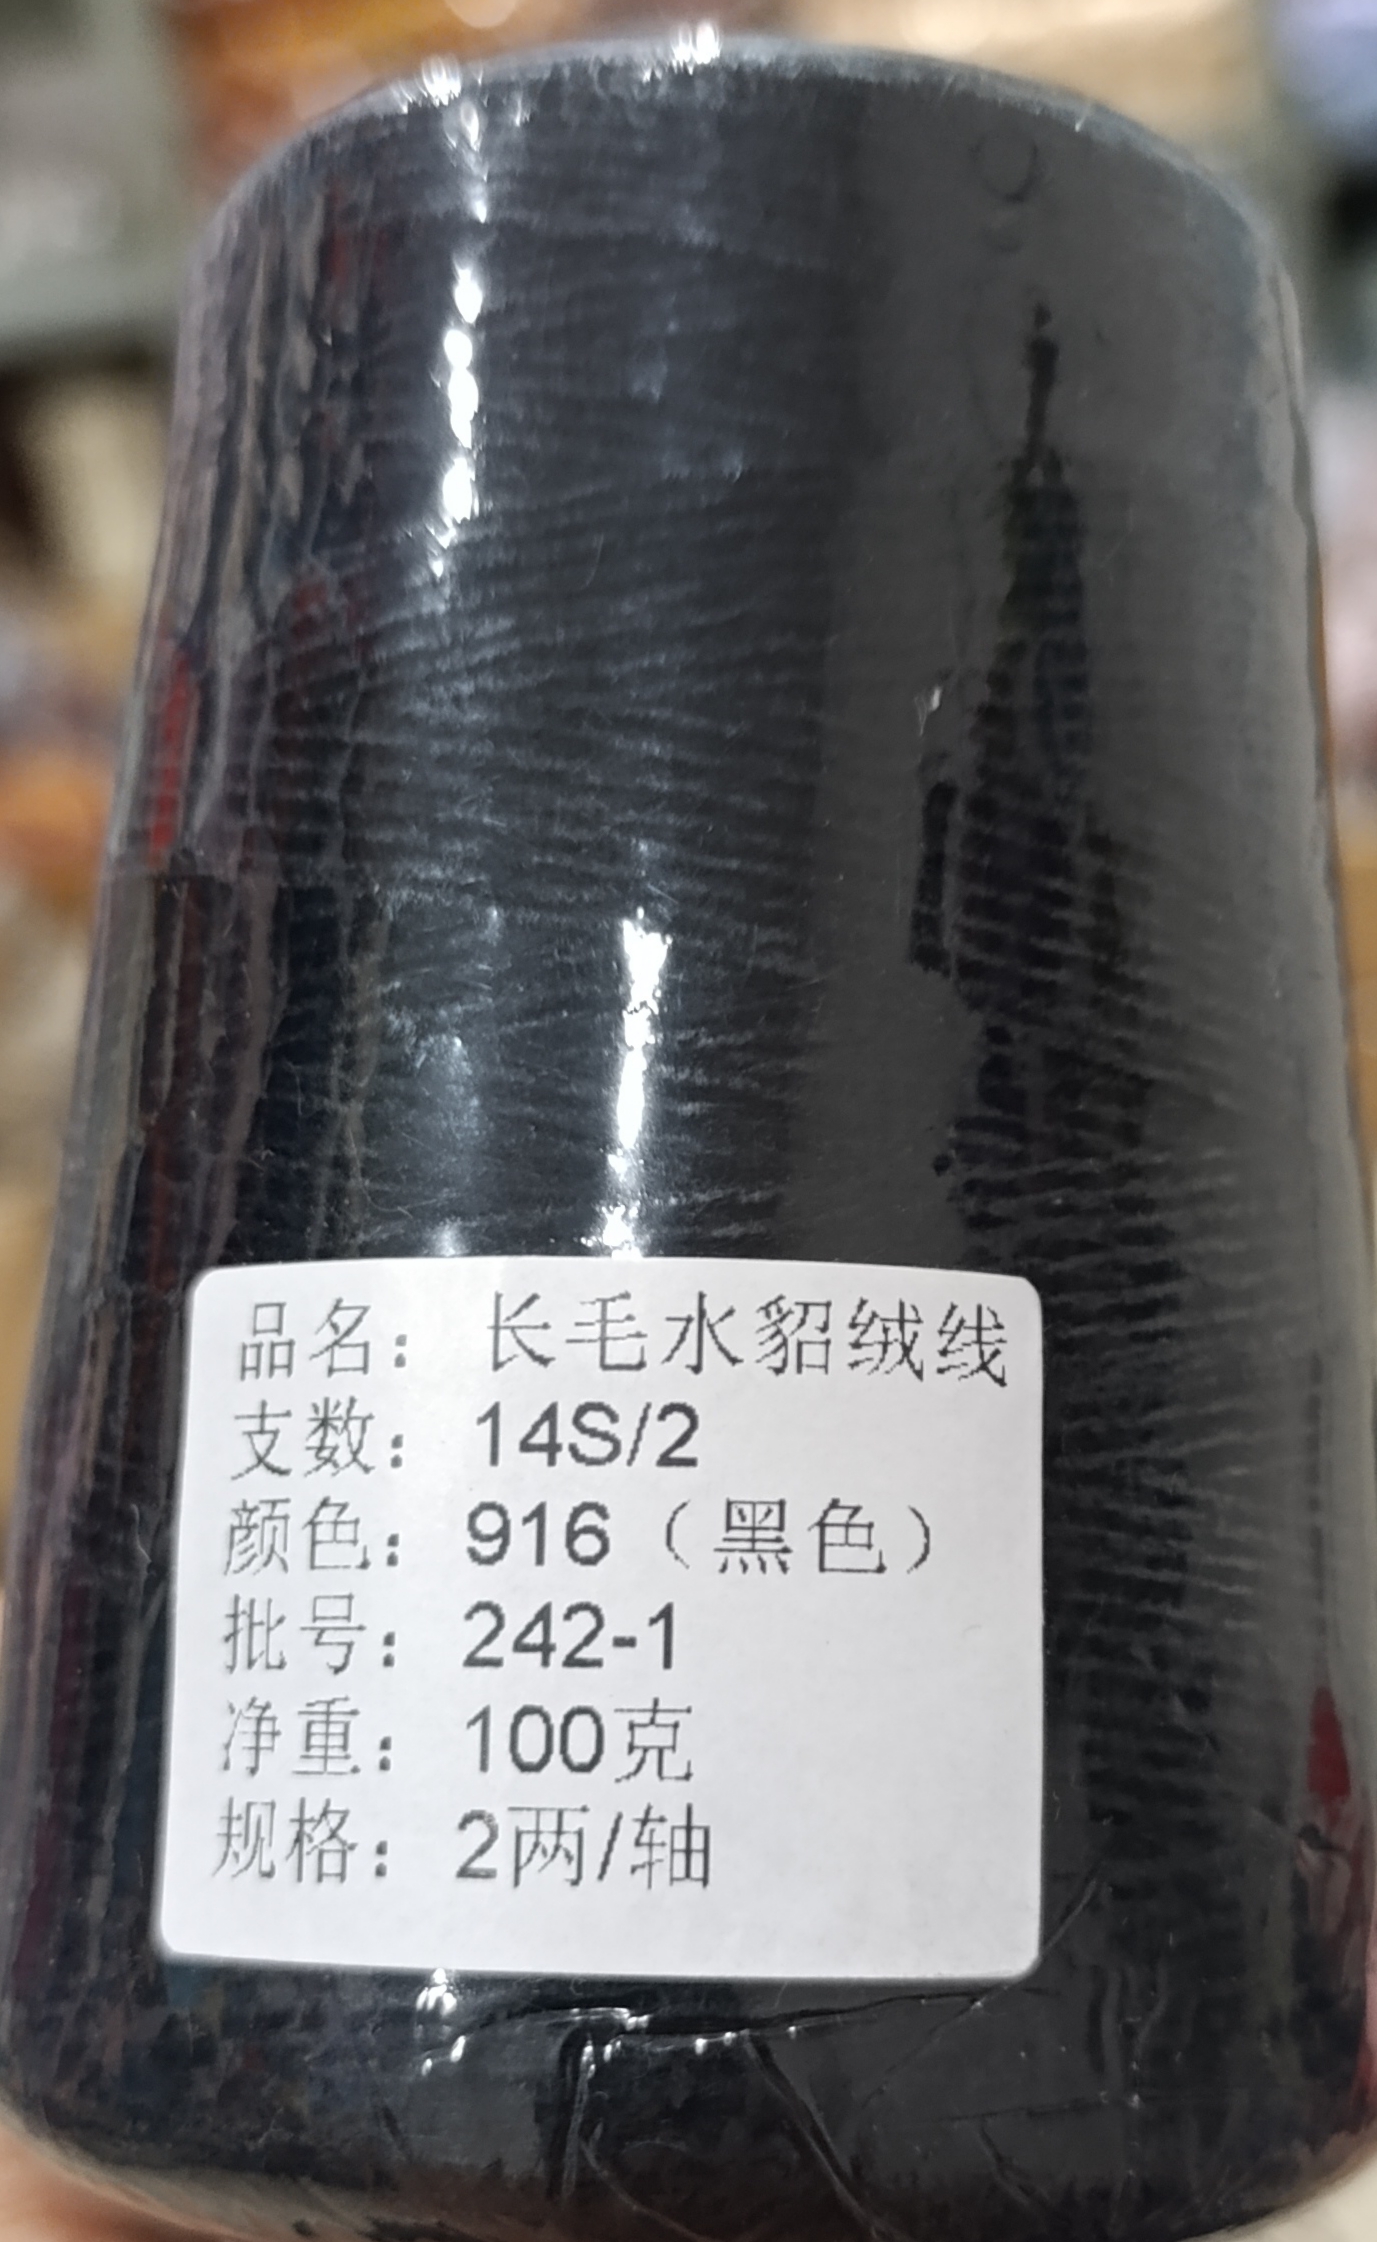 品名：长毛水貂绒线
支数：14S/2
颜色：916（黑色）
批号：242-1
净重：100克
规格：2两/轴